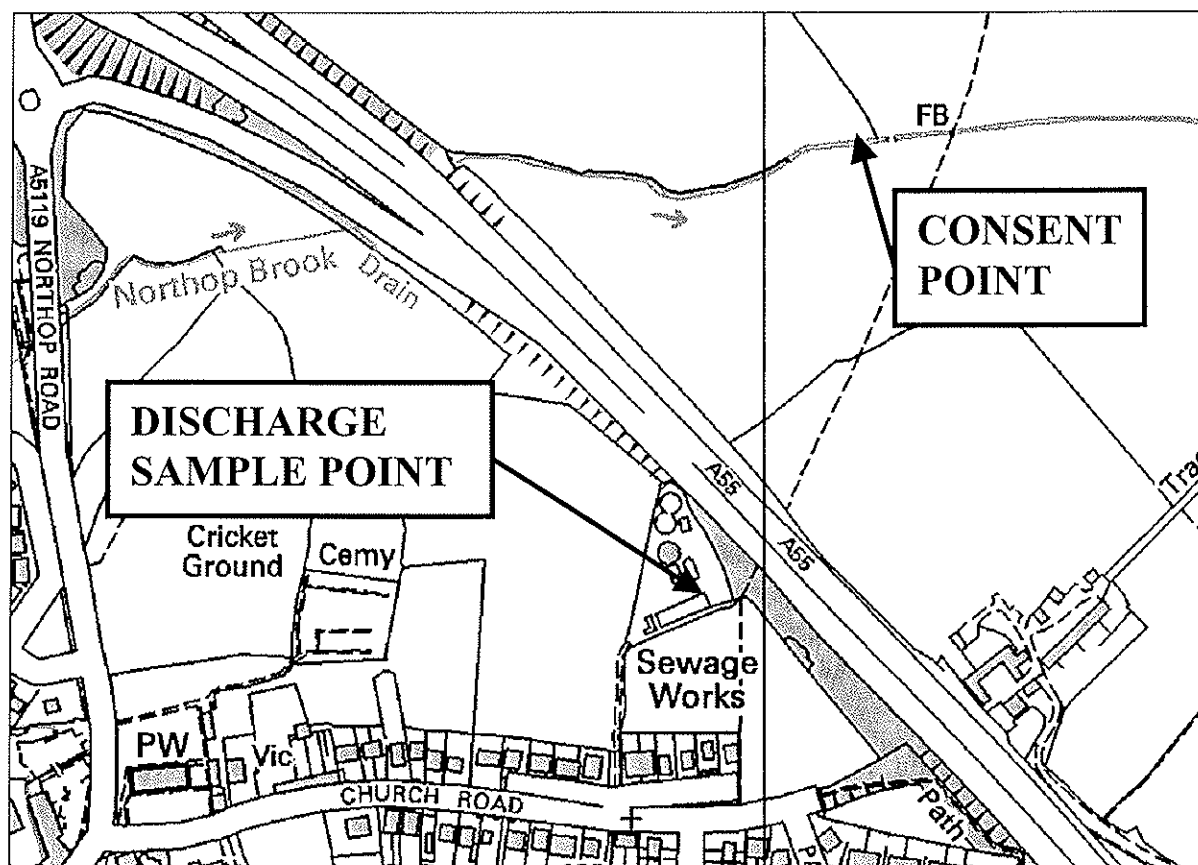 FB
CONSENT
POINT
A5119 NORTHOP ROAD
Northop Brook
Drain
DISCHARGE
SAMPLE POINT
A55
A55
Cricket
Ground
Cemy
Sewage
Works
PW
Vic
CHURCH ROAD
Path